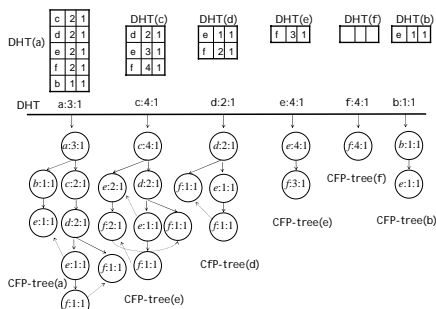 DHT(a)
c 2 1
d 2 1
e 2 1
f 2 1
b 1 1
DHT(c)
d 2 1
e 3 1
f 4 1
DHT(d)
e 1 1
f 2 1
DHT(e)
f 3 1
DHT(f)
DHT(b)
e 1 1
DHT a:3:1 c:4:1 d:2:1 e:4:1 f:4:1 b:1:1
a:3:1 c:4:1 d:2:1 e:4:1 f:4:1 b:1:1
b:1:1 c:2:1 e:2:1 d:2:1 f:1:1 e:1:1 f:3:1 e:1:1
CFP-tree(f)
e:1:1 d:2:1 f:2:1 e:1:1 f:1:1 f:1:1
CFP-tree(e)
CFP-tree(b)
e:1:1 f:1:1 f:1:1
CfP-tree(d)
CFP-tree(a)
f:1:1
CFP-tree(e)